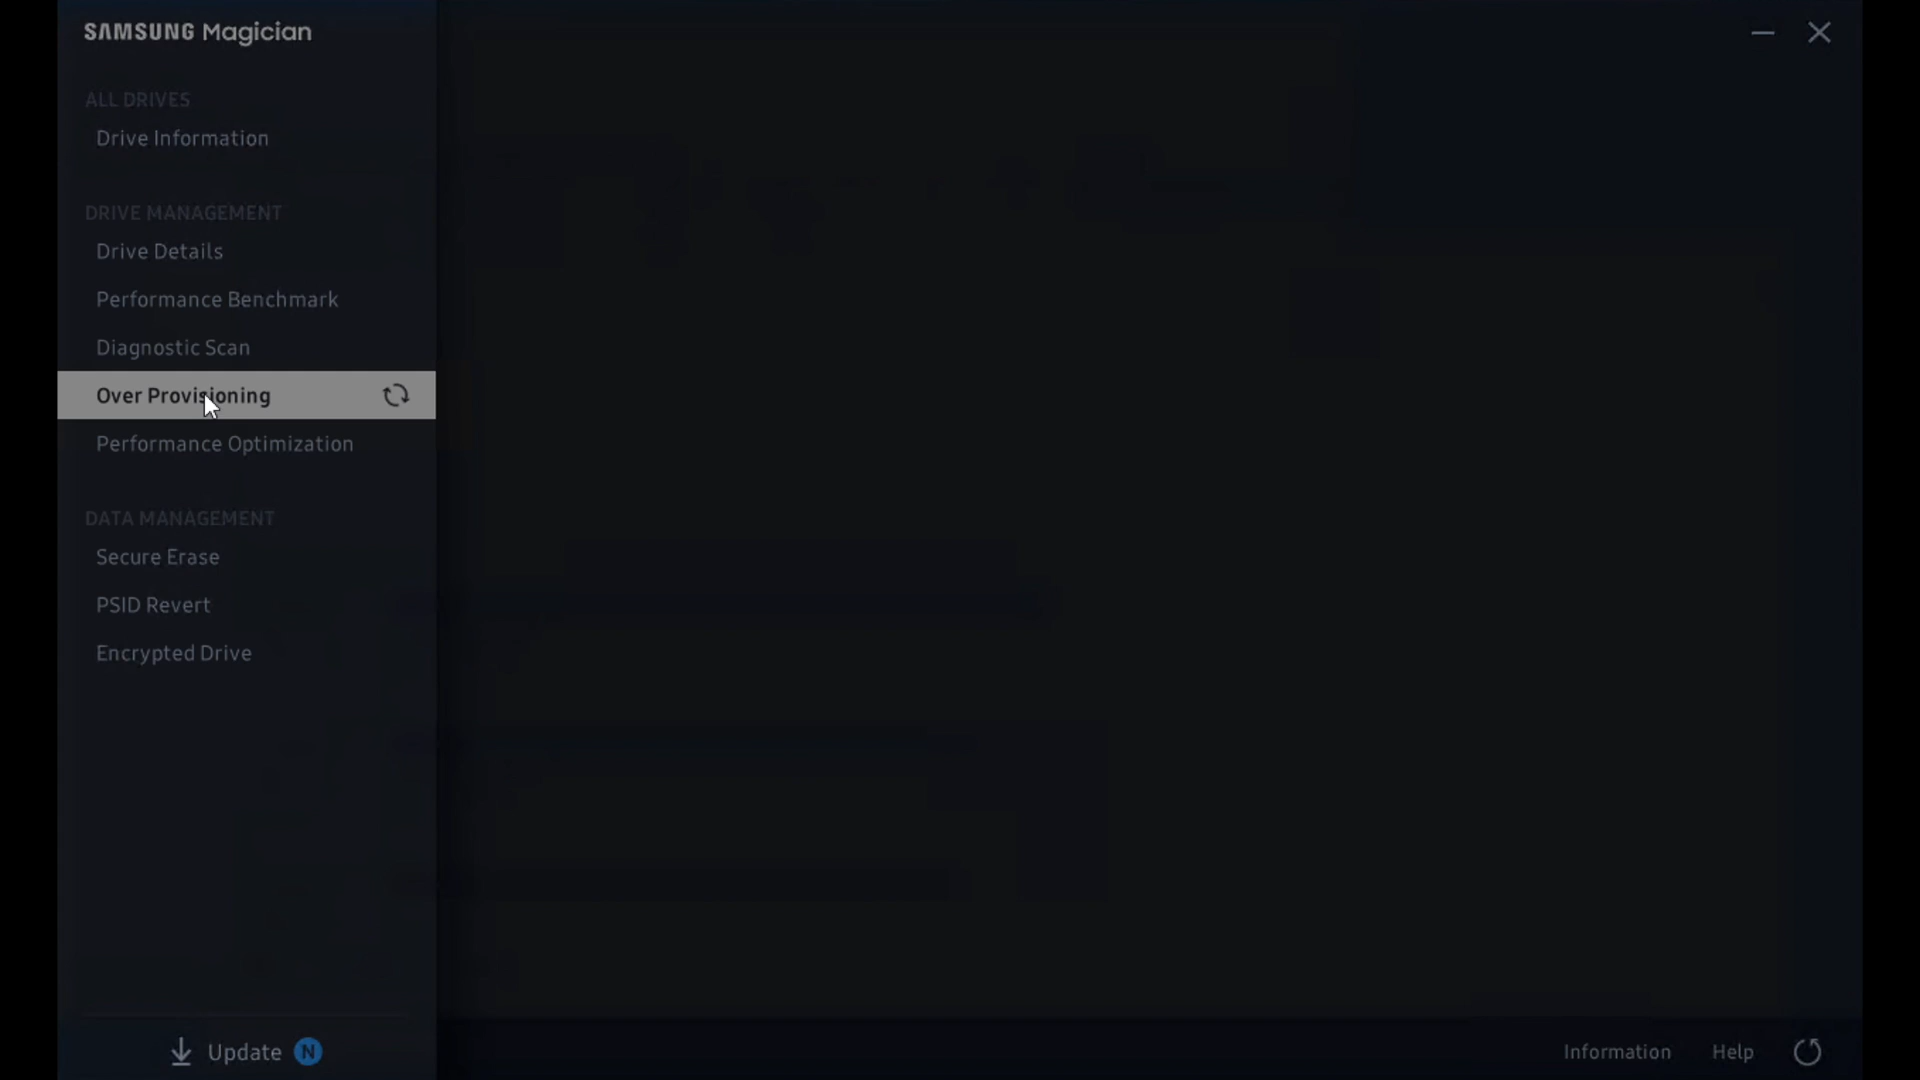 SAMSUNG Magician
ALL DRIVES
Drive Information
DRIVE MANAGEMENT
Drive Details
Performance Benchmark
Diagnostic Scan
Over Provisioning
Performance Optimization
DATA MANAGEMENT
Secure Erase
PSID Revert
Encrypted Drive
Update N
Information Help